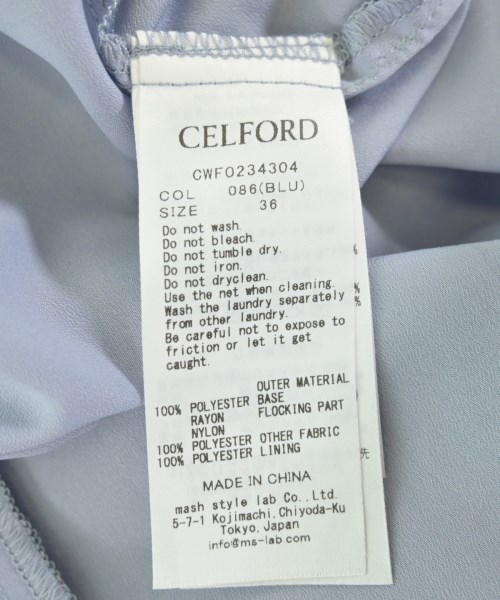 CELFORD
CWFO234304
COL 086(BLU)
SIZE 36
Do not wash.
Do not bleach.
Do not tumble dry.
Do not iron.
Do not dryclean.
Use the net when cleaning.
Wash the laundry separately
from other laundry.
Be careful not to expose to
friction or let it get
caught.
OUTER MATERIAL
100% POLYESTER BASE
RAYON FLOCKING PART
NYLON
100% POLYESTER OTHER FABRIC
100% POLYESTER LINING
MADE IN CHINA
mash style lab Co.,Ltd.
5-7-1 Kojimachi,Chiyoda-Ku
Tokyo,Japan
info@ms-lab.com
%
%
%
先